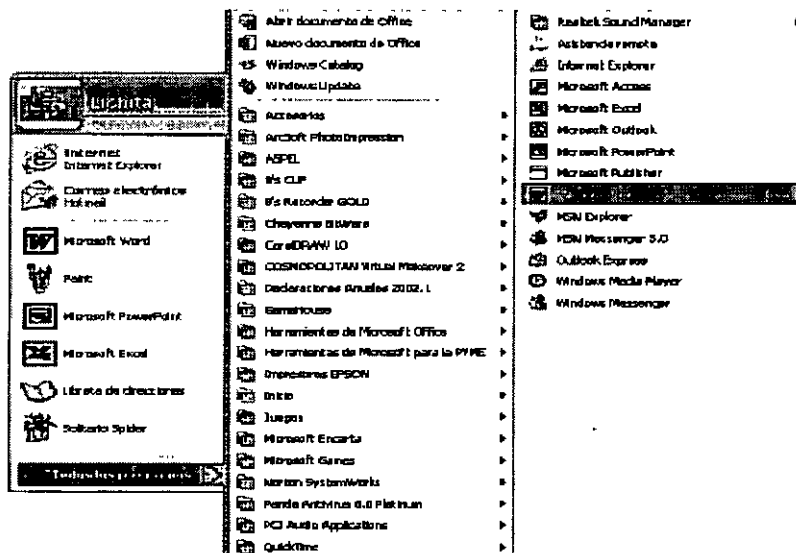 Internet
Internet Explorer
Correo electrónico
Hotmail
Microsoft Word
Paint
Microsoft PowerPoint
Microsoft Excel
Libreta de direcciones
Solitario Spider
Todos los programas
Abrir documento de Office
Nuevo documento de Office
Windows Catalog
Windows Update
Accesorios
ArcSoft PhotoImpression
ASPEL
B's CLiP
B's Recorder GOLD
Cheyenne BitWare
CorelDRAW 10
COSMOPOLITAN Virtual Makeover 2
Declaraciones Anuales 2002.1
GameHouse
Herramientas de Microsoft Office
Herramientas de Microsoft para la PYME
Impresoras EPSON
Inicio
Juegos
Microsoft Encarta
Microsoft Games
Norton SystemWorks
Panda Antivirus 6.0 Platinum
PCI Audio Applications
QuickTime
Realtek Sound Manager
Asistencia remota
Internet Explorer
Microsoft Access
Microsoft Excel
Microsoft Outlook
Microsoft PowerPoint
Microsoft Publisher
MSN Explorer
MSN Messenger 5.0
Outlook Express
Windows Media Player
Windows Messenger